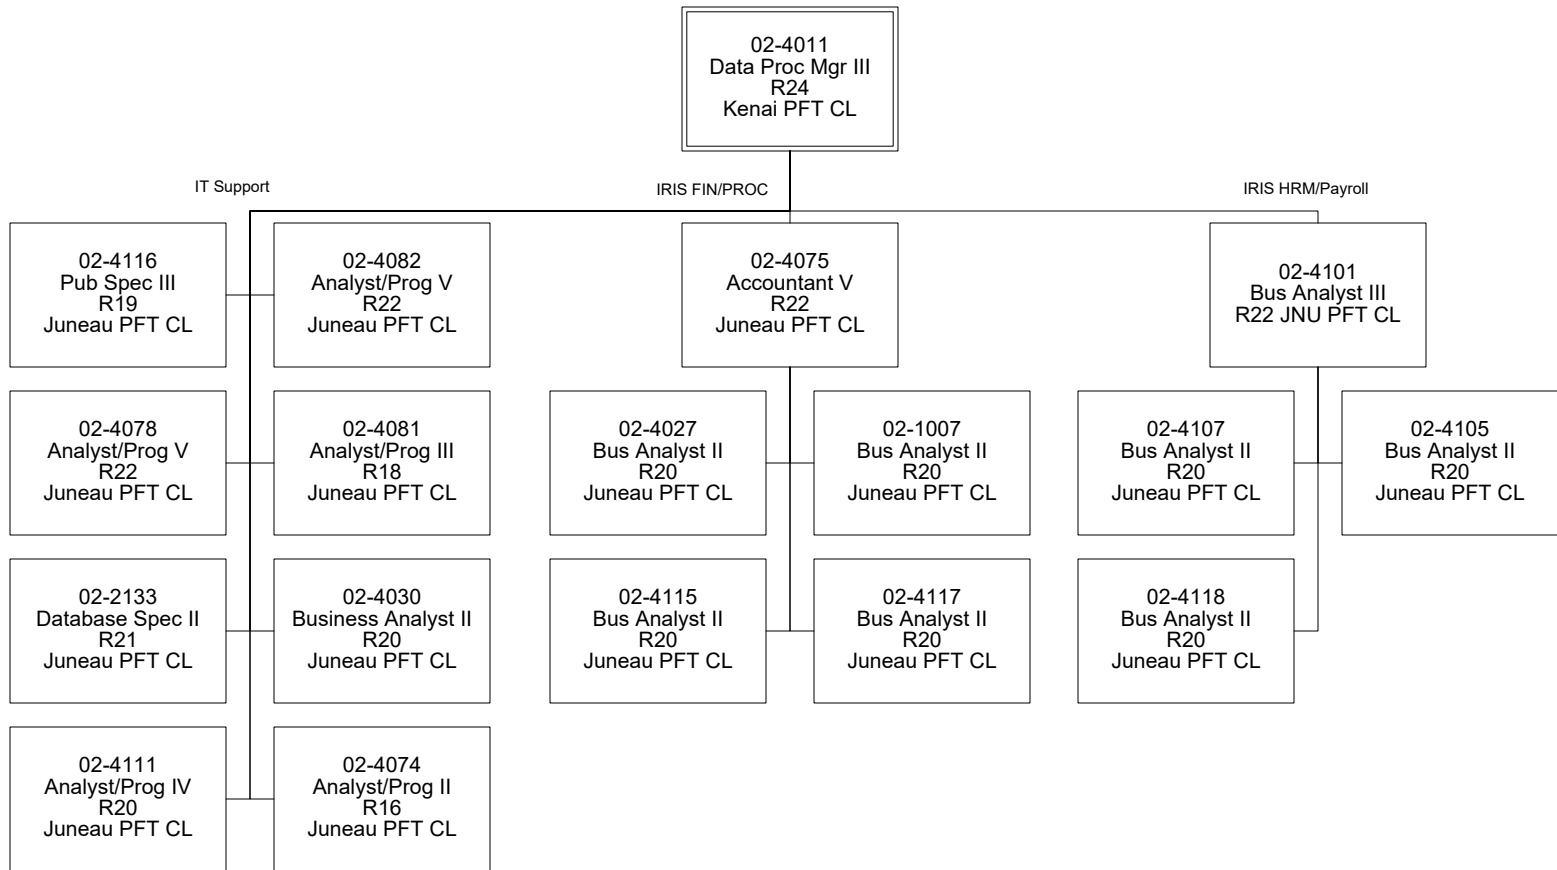 02-4011
Data Proc Mgr III
R24
Kenai PFT CL
IT Support
IRIS FIN/PROC
IRIS HRM/Payroll
02-4116
Pub Spec III
R19
Juneau PFT CL
02-4082
Analyst/Prog V
R22
Juneau PFT CL
02-4075
Accountant V
R22
Juneau PFT CL
02-4101
Bus Analyst III
R22 JNU PFT CL
02-4078
Analyst/Prog V
R22
Juneau PFT CL
02-4081
Analyst/Prog III
R18
Juneau PFT CL
02-4027
Bus Analyst II
R20
Juneau PFT CL
02-1007
Bus Analyst II
R20
Juneau PFT CL
02-4107
Bus Analyst II
R20
Juneau PFT CL
02-4105
Bus Analyst II
R20
Juneau PFT CL
02-2133
Database Spec II
R21
Juneau PFT CL
02-4030
Business Analyst II
R20
Juneau PFT CL
02-4115
Bus Analyst II
R20
Juneau PFT CL
02-4117
Bus Analyst II
R20
Juneau PFT CL
02-4118
Bus Analyst II
R20
Juneau PFT CL
02-4111
Analyst/Prog IV
R20
Juneau PFT CL
02-4074
Analyst/Prog II
R16
Juneau PFT CL